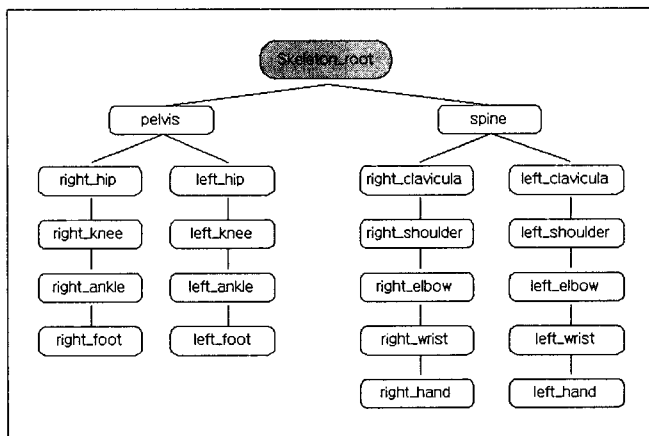 Skeleton_root
pelvis
spine
right_hip
left_hip
right_clavicula
left_clavicula
right_knee
left_knee
right_shoulder
left_shoulder
right_ankle
left_ankle
right_elbow
left_elbow
right_foot
left_foot
right_wrist
left_wrist
right_hand
left_hand